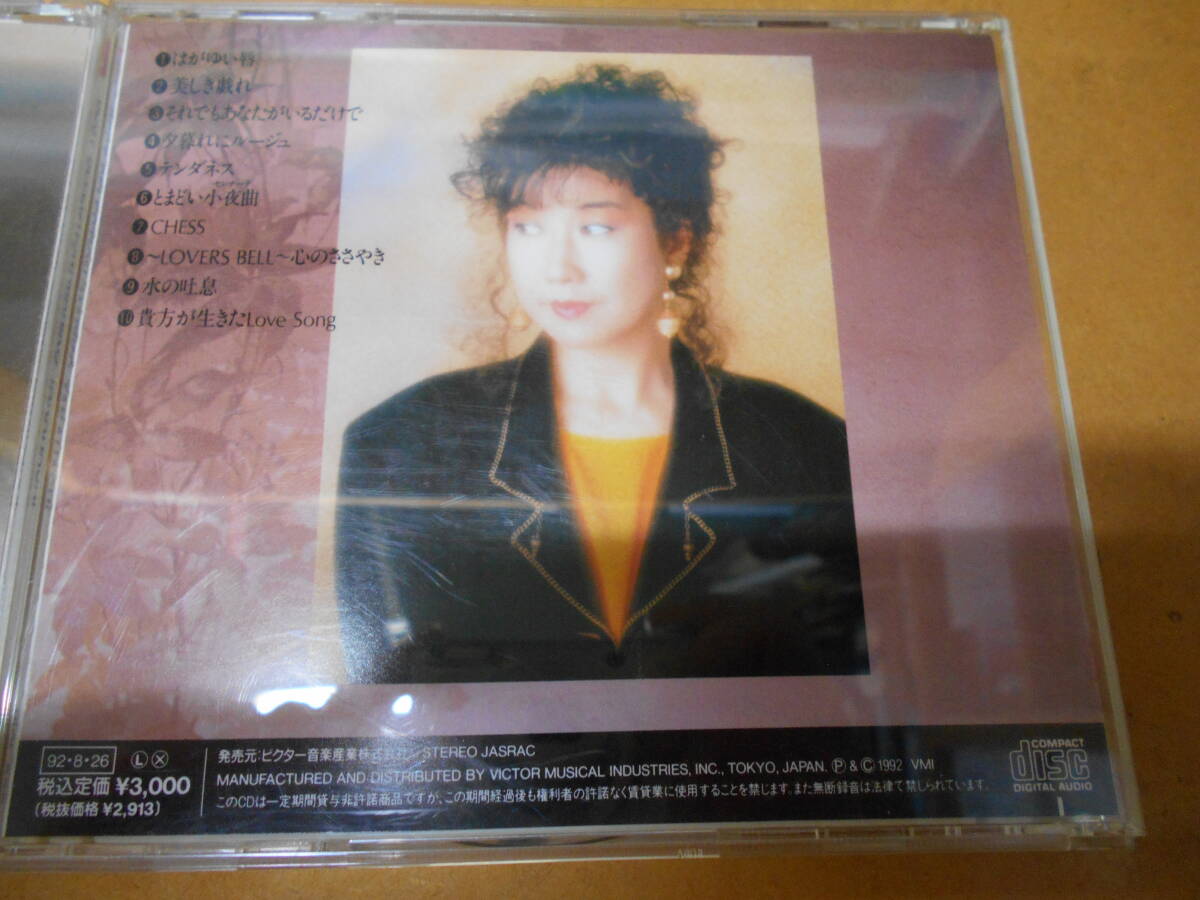 ❶はがゆい唇
❷美しき戯れ
❸それでもあなたがいるだけで
❹夕暮れにルージュ
❺テンダネス
❻とまどい小夜曲
❼CHESS
❽〜LOVERS BELL〜心のささやき
❾水の吐息
❿貴方が生きたLove Song
92・8・26
税込定価 ¥3,000
(税抜価格 ¥2,913)
Ⓛ Ⓧ
発売元:ビクター音楽産業株式会社 STEREO JASRAC
MANUFACTURED AND DISTRIBUTED BY VICTOR MUSICAL INDUSTRIES, INC., TOKYO, JAPAN. Ⓟ & © 1992 VMI
このCDは一定期間貸与非許諾商品ですが、この期間経過後も権利者の許諾なく賃貸業に使用することを禁じます。また無断録音は法律で禁じられています。
COMPACT
disc
DIGITAL AUDIO